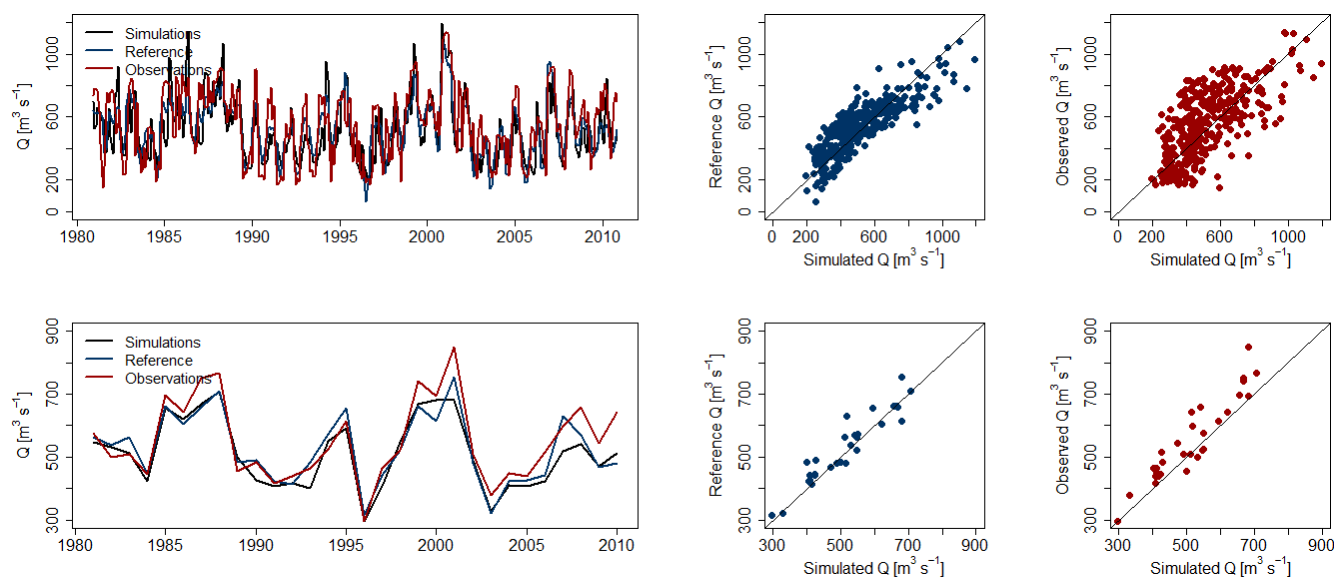 Q [m³ s⁻¹]
0 200 600 1000
Simulations
Reference
Observations
1980 1985 1990 1995 2000 2005 2010
Reference Q [m³ s⁻¹]
0 200 600 1000
0 200 600 1000
Simulated Q [m³ s⁻¹]
Observed Q [m³ s⁻¹]
0 200 600 1000
0 200 600 1000
Simulated Q [m³ s⁻¹]
Q [m³ s⁻¹]
300 500 700 900
Simulations
Reference
Observations
1980 1985 1990 1995 2000 2005 2010
Reference Q [m³ s⁻¹]
300 500 700 900
300 500 700 900
Simulated Q [m³ s⁻¹]
Observed Q [m³ s⁻¹]
300 500 700 900
300 500 700 900
Simulated Q [m³ s⁻¹]